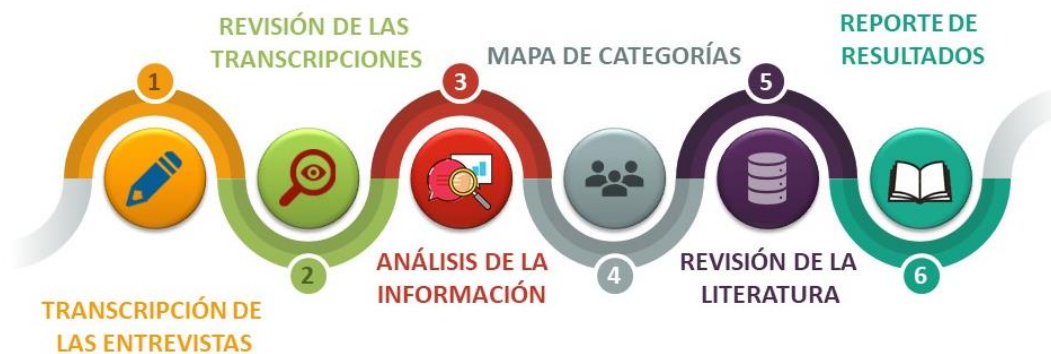 1
TRANSCRIPCIÓN DE
LAS ENTREVISTAS
REVISIÓN DE LAS
TRANSCRIPCIONES
2
3
ANÁLISIS DE LA
INFORMACIÓN
MAPA DE CATEGORÍAS
4
5
REVISIÓN DE LA
LITERATURA
REPORTE DE
RESULTADOS
6